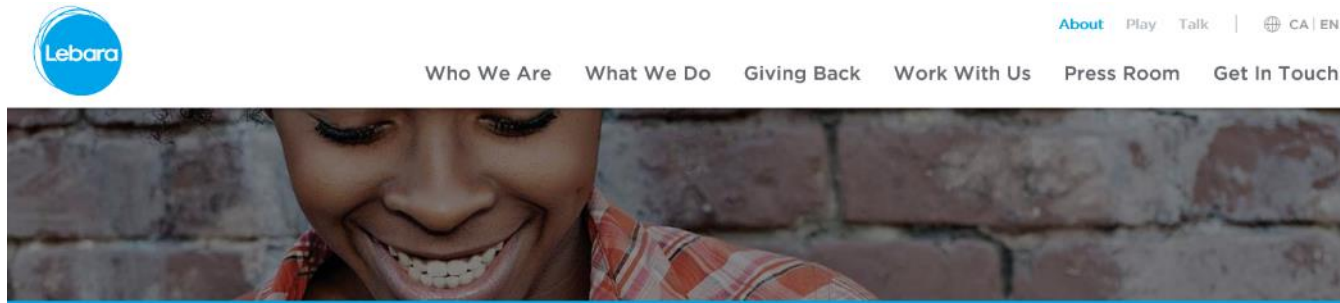 About Play Talk | CA | EN
Lebara
Who We Are What We Do Giving Back Work With Us Press Room Get In Touch